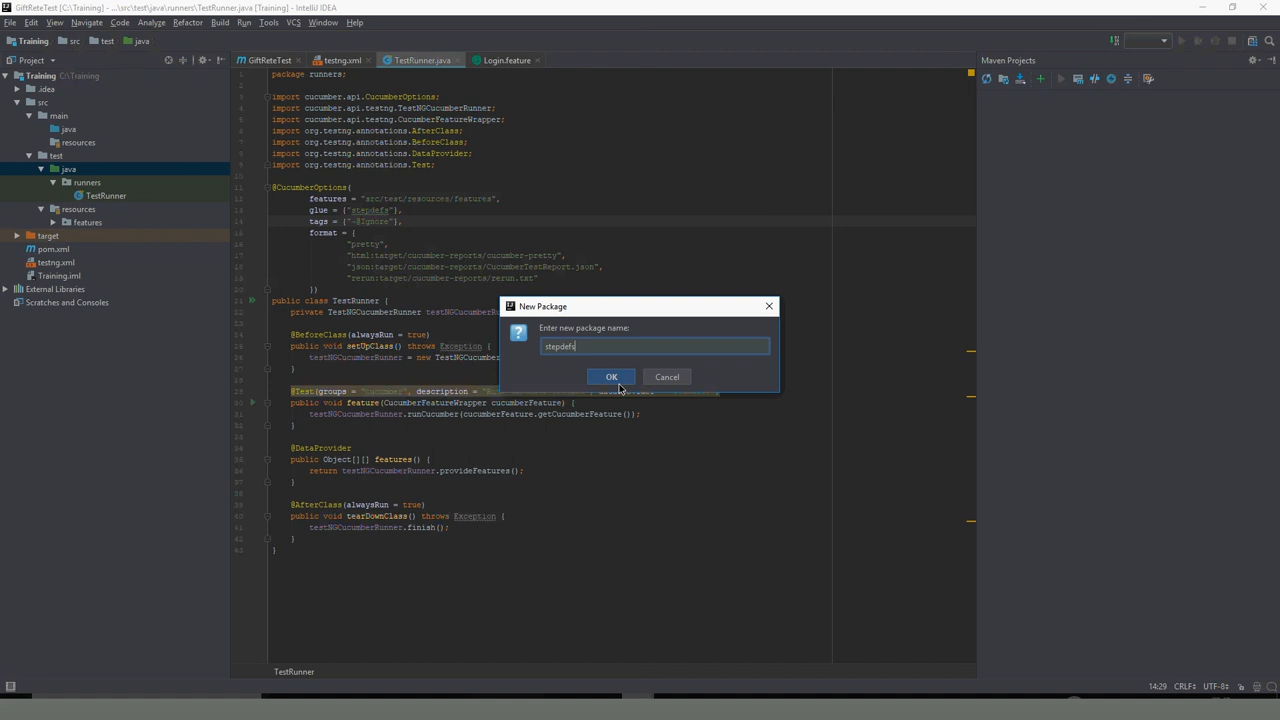 GiftReteTest [C:\Training] - ...\src\test\java\runners\TestRunner.java [Training] - IntelliJ IDEA
File Edit View Navigate Code Analyze Refactor Build Run Tools VCS Window Help
Training src test java
Project
GiftReteTest testng.xml TestRunner.java Login.feature
Maven Projects
Training C:\Training
.idea
src
main
java
resources
test
java
runners
TestRunner
resources
features
target
pom.xml
testng.xml
Training.iml
External Libraries
Scratches and Consoles
package runners;
import cucumber.api.CucumberOptions;
import cucumber.api.testng.TestNGCucumberRunner;
import cucumber.api.testng.CucumberFeatureWrapper;
import org.testng.annotations.AfterClass;
import org.testng.annotations.BeforeClass;
import org.testng.annotations.DataProvider;
import org.testng.annotations.Test;
@CucumberOptions(
features = "src/test/resources/features",
glue = {"stepdefs"},
tags = {"~@Ignore"},
format = {
"pretty",
"html:target/cucumber-reports/cucumber-pretty",
"json:target/cucumber-reports/CucumberTestReport.json",
"rerun:target/cucumber-reports/rerun.txt"
})
public class TestRunner {
private TestNGCucumberRunner testNGCucumberRunner
@BeforeClass(alwaysRun = true)
public void setUpClass() throws Exception {
testNGCucumberRunner = new TestNGCucumber
}
@Test(groups = "cucumber", description =
public void feature(CucumberFeatureWrapper cucumberFeature) {
testNGCucumberRunner.runCucumber(cucumberFeature.getCucumberFeature());
}
@DataProvider
public Object[][] features() {
return testNGCucumberRunner.provideFeatures();
}
@AfterClass(alwaysRun = true)
public void tearDownClass() throws Exception {
testNGCucumberRunner.finish();
}
}
New Package
Enter new package name:
stepdefs
OK Cancel
TestRunner
14:29 CRLF UTF-8